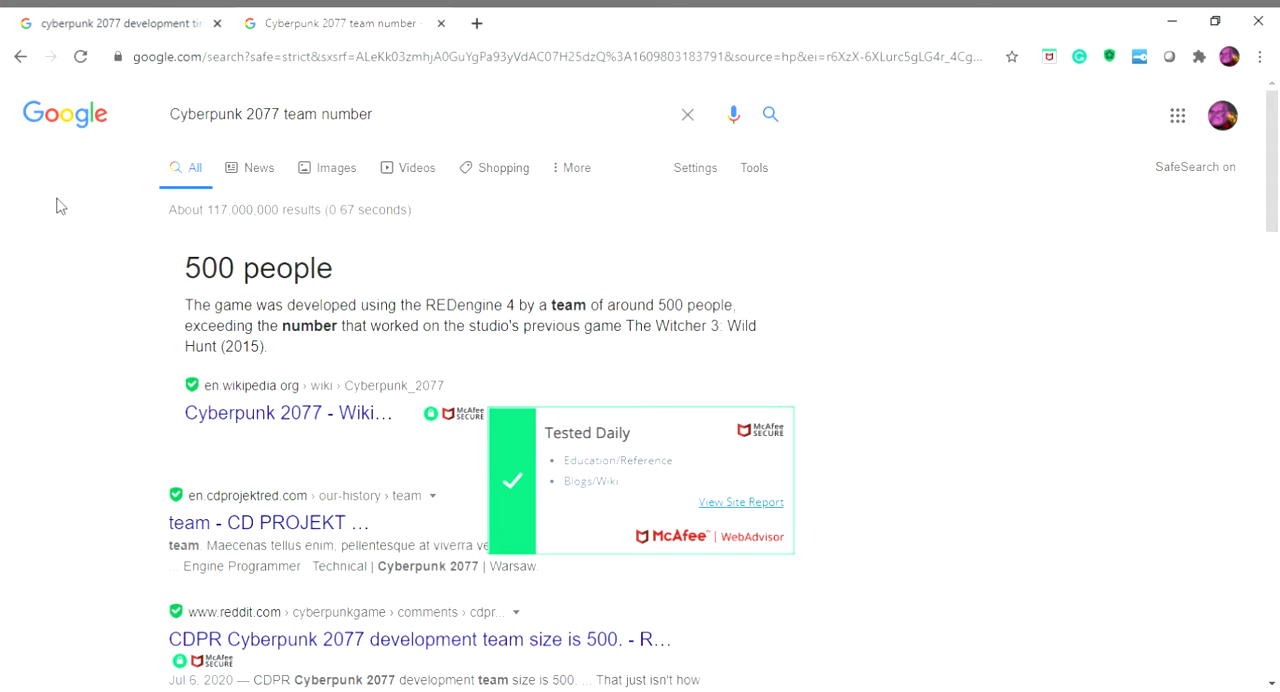 cyberpunk 2077 development tir
Cyberpunk 2077 team number
google.com/search?safe=strict&sxsrf=ALeKk03zmhjA0GuYgPa93yVdAC07H25dzQ%3A1609803183791&source=hp&ei=r6XzX-6XLurc5gLG4r_4Cg...
Google
Cyberpunk 2077 team number
All News Images Videos Shopping More Settings Tools SafeSearch on
About 117,000,000 results (0.67 seconds)
500 people
The game was developed using the REDengine 4 by a team of around 500 people,
exceeding the number that worked on the studio's previous game The Witcher 3: Wild
Hunt (2015).
en.wikipedia.org › wiki › Cyberpunk_2077
Cyberpunk 2077 - Wiki... McAfee SECURE
Tested Daily McAfee SECURE
Education/Reference
Blogs/Wiki
View Site Report
McAfee™ | WebAdvisor
en.cdprojektred.com › our-history › team
team - CD PROJEKT ...
team. Maecenas tellus enim, pellentesque at viverra ve
... Engine Programmer Technical | Cyberpunk 2077 | Warsaw.
www.reddit.com › cyberpunkgame › comments › cdpr...
CDPR Cyberpunk 2077 development team size is 500. - R...
McAfee SECURE
Jul 6, 2020 — CDPR Cyberpunk 2077 development team size is 500. ... That just isn't how